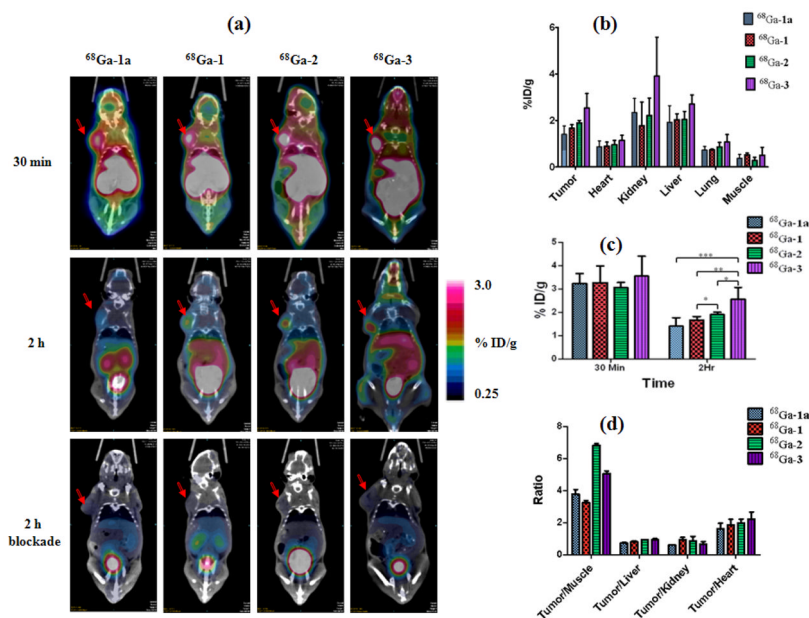 (a)
⁶⁸Ga-1a ⁶⁸Ga-1 ⁶⁸Ga-2 ⁶⁸Ga-3
30 min
2 h
2 h
blockade
3.0
% ID/g
0.25
(b)
%ID/g
6
4
2
0
Tumor Heart Kidney Liver Lung Muscle
⁶⁸Ga-1a
⁶⁸Ga-1
⁶⁸Ga-2
⁶⁸Ga-3
(c)
% ID/g
5
4
3
2
1
0
30 Min 2Hr
Time
***
**
*
*
⁶⁸Ga-1a
⁶⁸Ga-1
⁶⁸Ga-2
⁶⁸Ga-3
(d)
Ratio
8
6
4
2
0
Tumor/Muscle Tumor/Liver Tumor/Kidney Tumor/Heart
⁶⁸Ga-1a
⁶⁸Ga-1
⁶⁸Ga-2
⁶⁸Ga-3